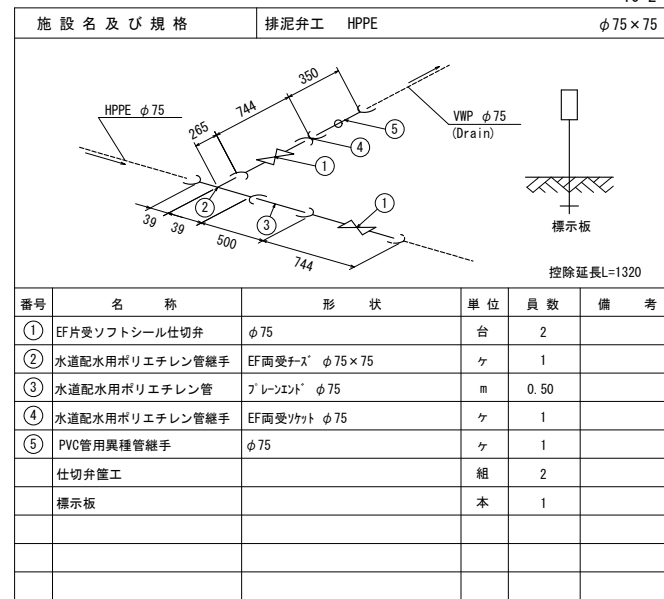 施設名及び規格 排泥弁工 HPPE φ75×75
HPPE φ75
265
744
350
VWP φ75
(Drain)
⑤
④
①
②
③
①
39
39
500
744
標示板
控除延長L=1320
番号 名 称 形 状 単位 員数 備 考
① EF片受ソフトシール仕切弁 φ75 台 2
② 水道配水用ポリエチレン管継手 EF両受ﾁｰｽﾞ φ75×75 ヶ 1
③ 水道配水用ポリエチレン管 ﾌﾟﾚｰﾝｴﾝﾄﾞ φ75 m 0.50
④ 水道配水用ポリエチレン管継手 EF両受ｿｹｯﾄ φ75 ヶ 1
⑤ PVC管用異種管継手 φ75 ヶ 1
仕切弁筐工 組 2
標示板 本 1